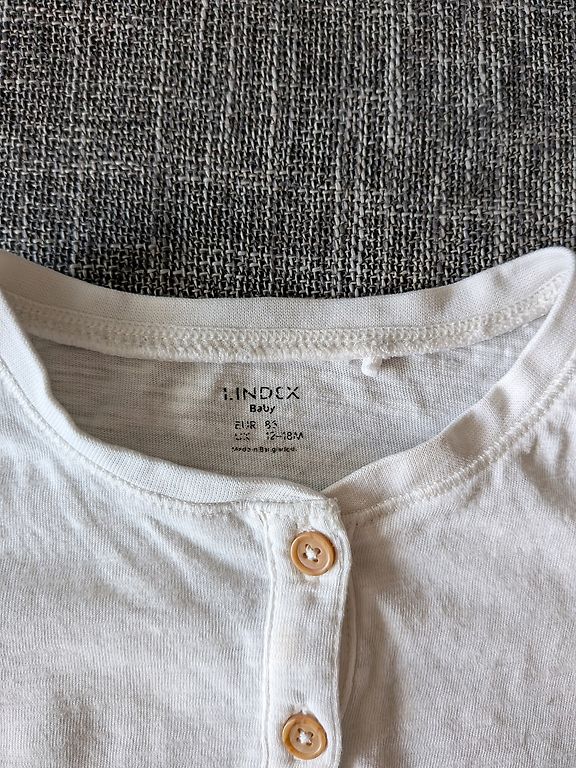 LINDEX
Baby
EUR 86
UK 12-18M
Made in Bangladesh